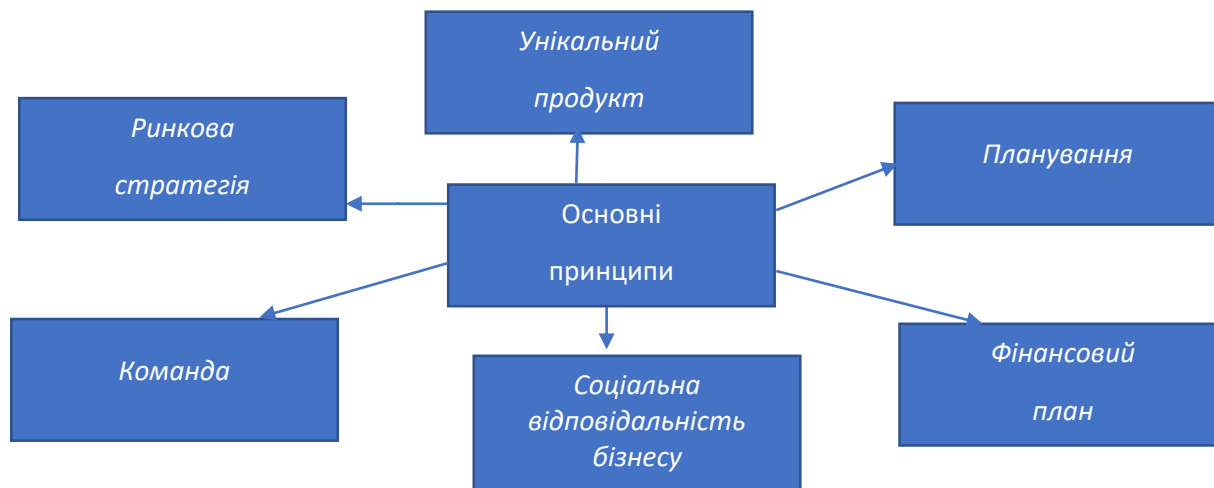 Унікальний
продукт
Ринкова
стратегія
Планування
Основні
принципи
Команда
Соціальна
відповідальність
бізнесу
Фінансовий
план